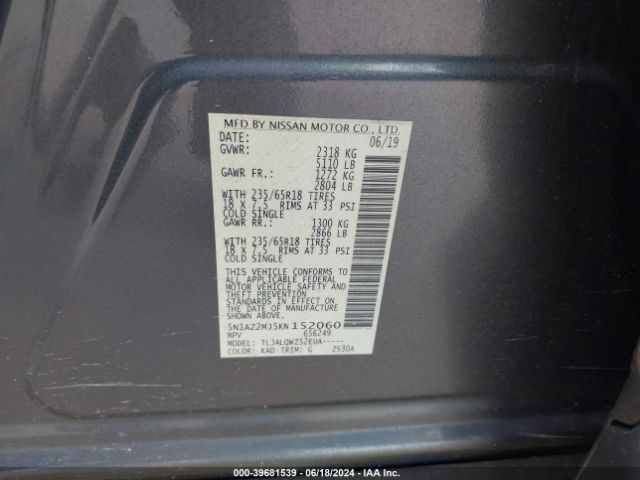 MFD BY NISSAN MOTOR CO., LTD.
DATE: 06/19
GVWR: 2318 KG
5110 LB
GAWR FR.: 1272 KG
2804 LB
WITH 235/65R18 TIRES
18 X 7.5 RIMS AT 33 PSI
COLD SINGLE
GAWR RR.: 1300 KG
2866 LB
WITH 235/65R18 TIRES
18 X 7.5 RIMS AT 33 PSI
COLD SINGLE
THIS VEHICLE CONFORMS TO
ALL APPLICABLE FEDERAL
MOTOR VEHICLE SAFETY
STANDARDS IN EFFECT ON
THE DATE OF MANUFACTURE
SHOWN ABOVE.
5N1AZ2MJ5KN152060
MPV 656249
MODEL: TLJALQWZ52EUA-----
COLOR: KAD TRIM: G Z530A
000-39681539 - 06/18/2024 - IAA Inc.